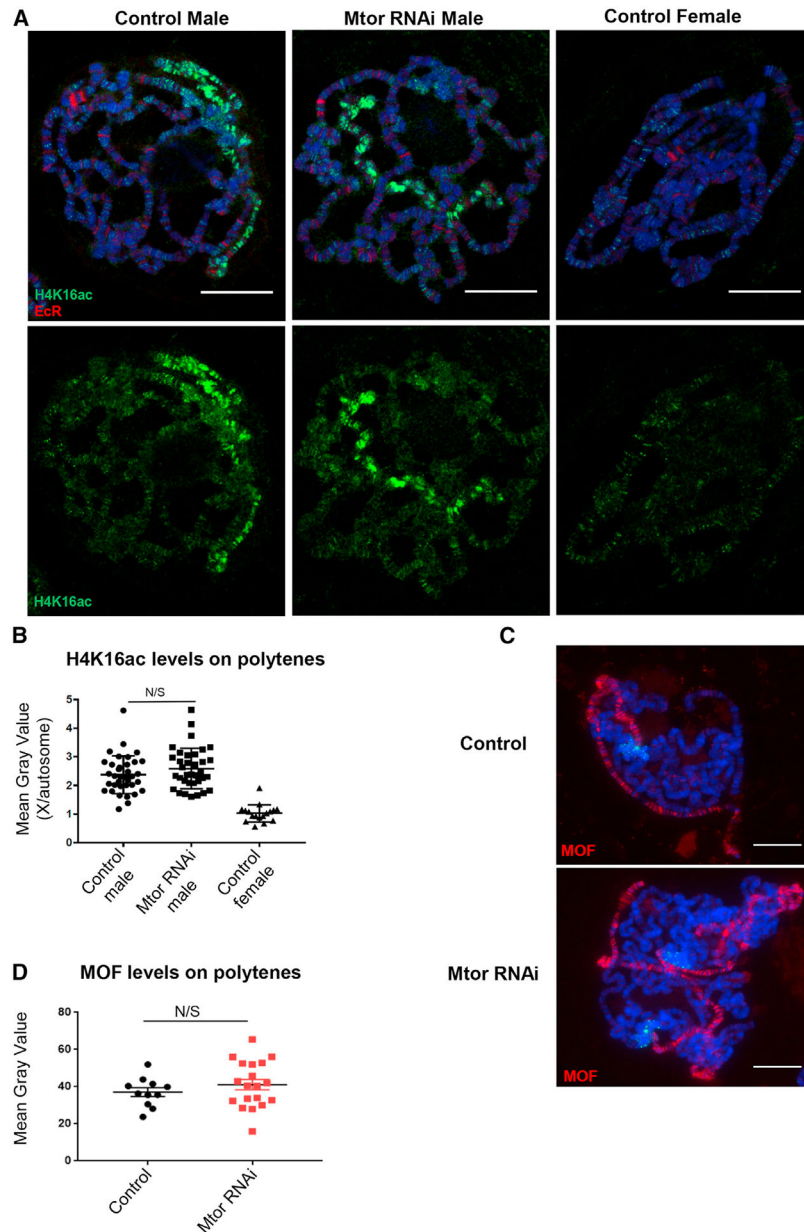 A
Control Male
Mtor RNAi Male
Control Female
H4K16ac
EcR
H4K16ac
B
H4K16ac levels on polytenes
N/S
Mean Gray Value
(X/autosome)
5
4
3
2
1
0
Control
male
Mtor RNAi
male
Control
female
C
Control
MOF
Mtor RNAi
MOF
D
MOF levels on polytenes
N/S
Mean Gray Value
80
60
40
20
0
Control
Mtor RNAi